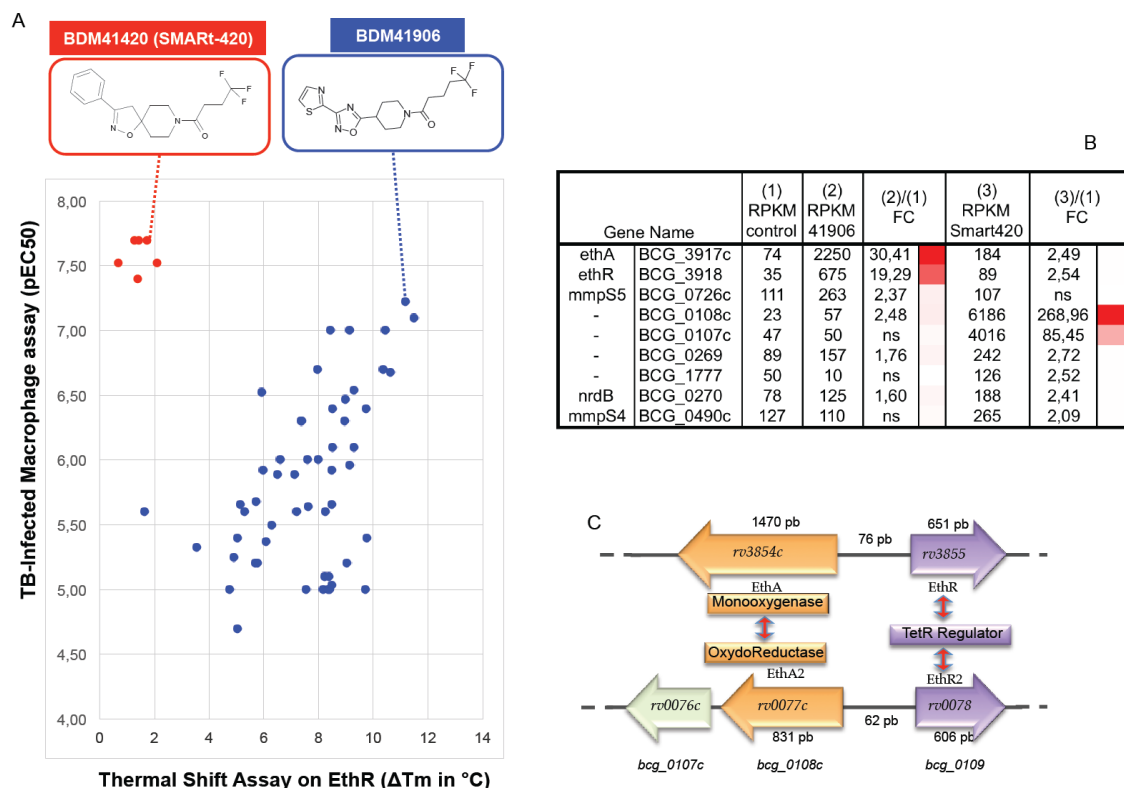 A
BDM41420 (SMARt-420)
BDM41906
N
O
N
O
F
F
F
N
S
N
N
O
N
O
F
F
F
TB-Infected Macrophage assay (pEC50)
8,00
7,50
7,00
6,50
6,00
5,50
5,00
4,50
4,00
0 2 4 6 8 10 12 14
Thermal Shift Assay on EthR (ΔTm in °C)
B
Gene Name (1) RPKM control (2) RPKM 41906 (2)/(1) FC (3) RPKM Smart420 (3)/(1) FC
ethA BCG_3917c 74 2250 30,41 184 2,49
ethR BCG_3918 35 675 19,29 89 2,54
mmpS5 BCG_0726c 111 263 2,37 107 ns
- BCG_0108c 23 57 2,48 6186 268,96
- BCG_0107c 47 50 ns 4016 85,45
- BCG_0269 89 157 1,76 242 2,72
- BCG_1777 50 10 ns 126 2,52
nrdB BCG_0270 78 125 1,60 188 2,41
mmpS4 BCG_0490c 127 110 ns 265 2,09
C
1470 pb 76 pb 651 pb
rv3854c rv3855
EthA EthR
Monooxygenase
TetR Regulator
OxydoReductase
EthA2 EthR2
rv0076c rv0077c rv0078
831 pb 62 pb 606 pb
bcg_0107c bcg_0108c bcg_0109